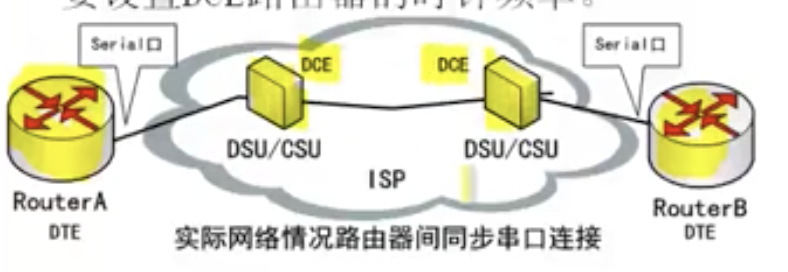 要设置DCE路由器的时钟频率。
Serial口
Serial口
DCE
DCE
DSU/CSU
DSU/CSU
ISP
RouterA
DTE
RouterB
DTE
实际网络情况路由器间同步串口连接